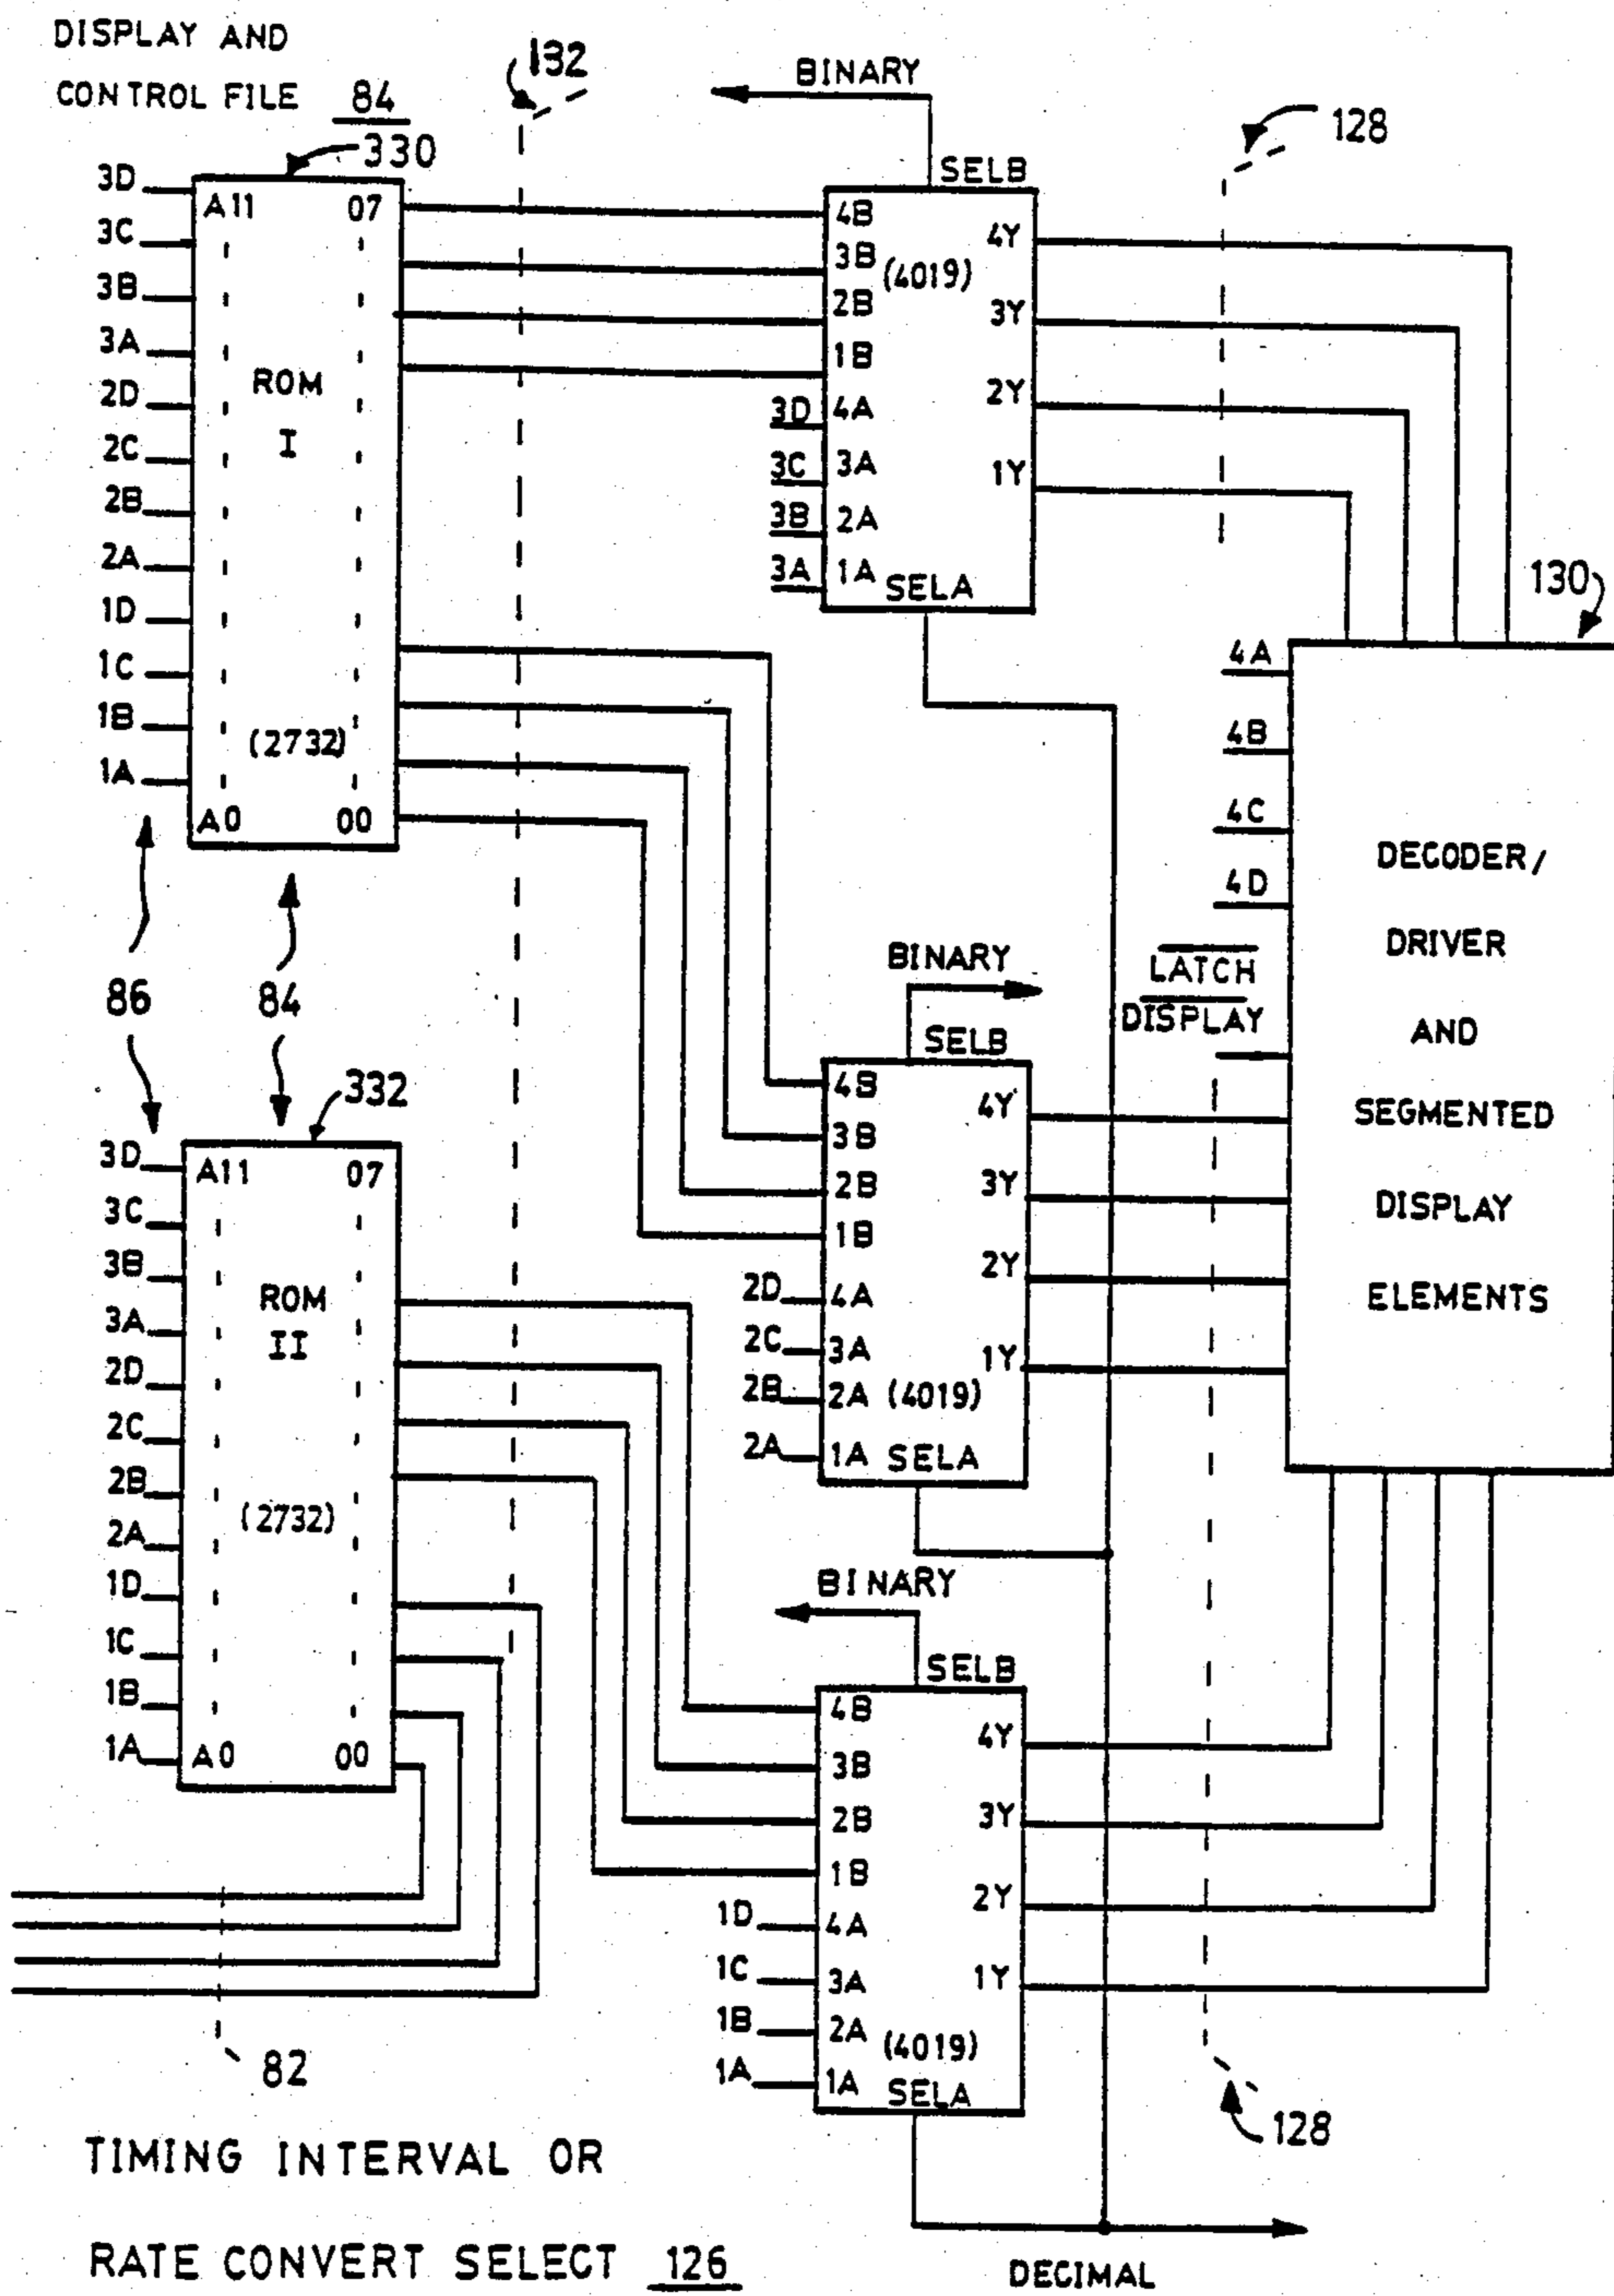 DISPLAY AND
CONTROL FILE 84
132
BINARY
128
330
SELB
3D
3C
3B
3A
2D
2C
2B
2A
1D
1C
1B
1A
A11 07
ROM
I
(2732)
A0 00
4B
3B
2B
1B
3D 4A
3C 3A
3B 2A
3A 1A
(4019)
4Y
3Y
2Y
1Y
SELA
130
4A
4B
4C
4D
LATCH
DISPLAY
DECODER/
DRIVER
AND
SEGMENTED
DISPLAY
ELEMENTS
86
84
BINARY
SELB
4B
3B
2B
1B
2D 4A
2C 3A
2B 2A (4019)
2A 1A SELA
4Y
3Y
2Y
1Y
332
3D
3C
3B
3A
2D
2C
2B
2A
1D
1C
1B
1A
A11 07
ROM
II
(2732)
A0 00
BINARY
SELB
4B
3B
2B
1B
1D 4A
1C 3A
1B 2A (4019)
1A 1A SELA
4Y
3Y
2Y
1Y
82
128
TIMING INTERVAL OR
RATE CONVERT SELECT 126
DECIMAL